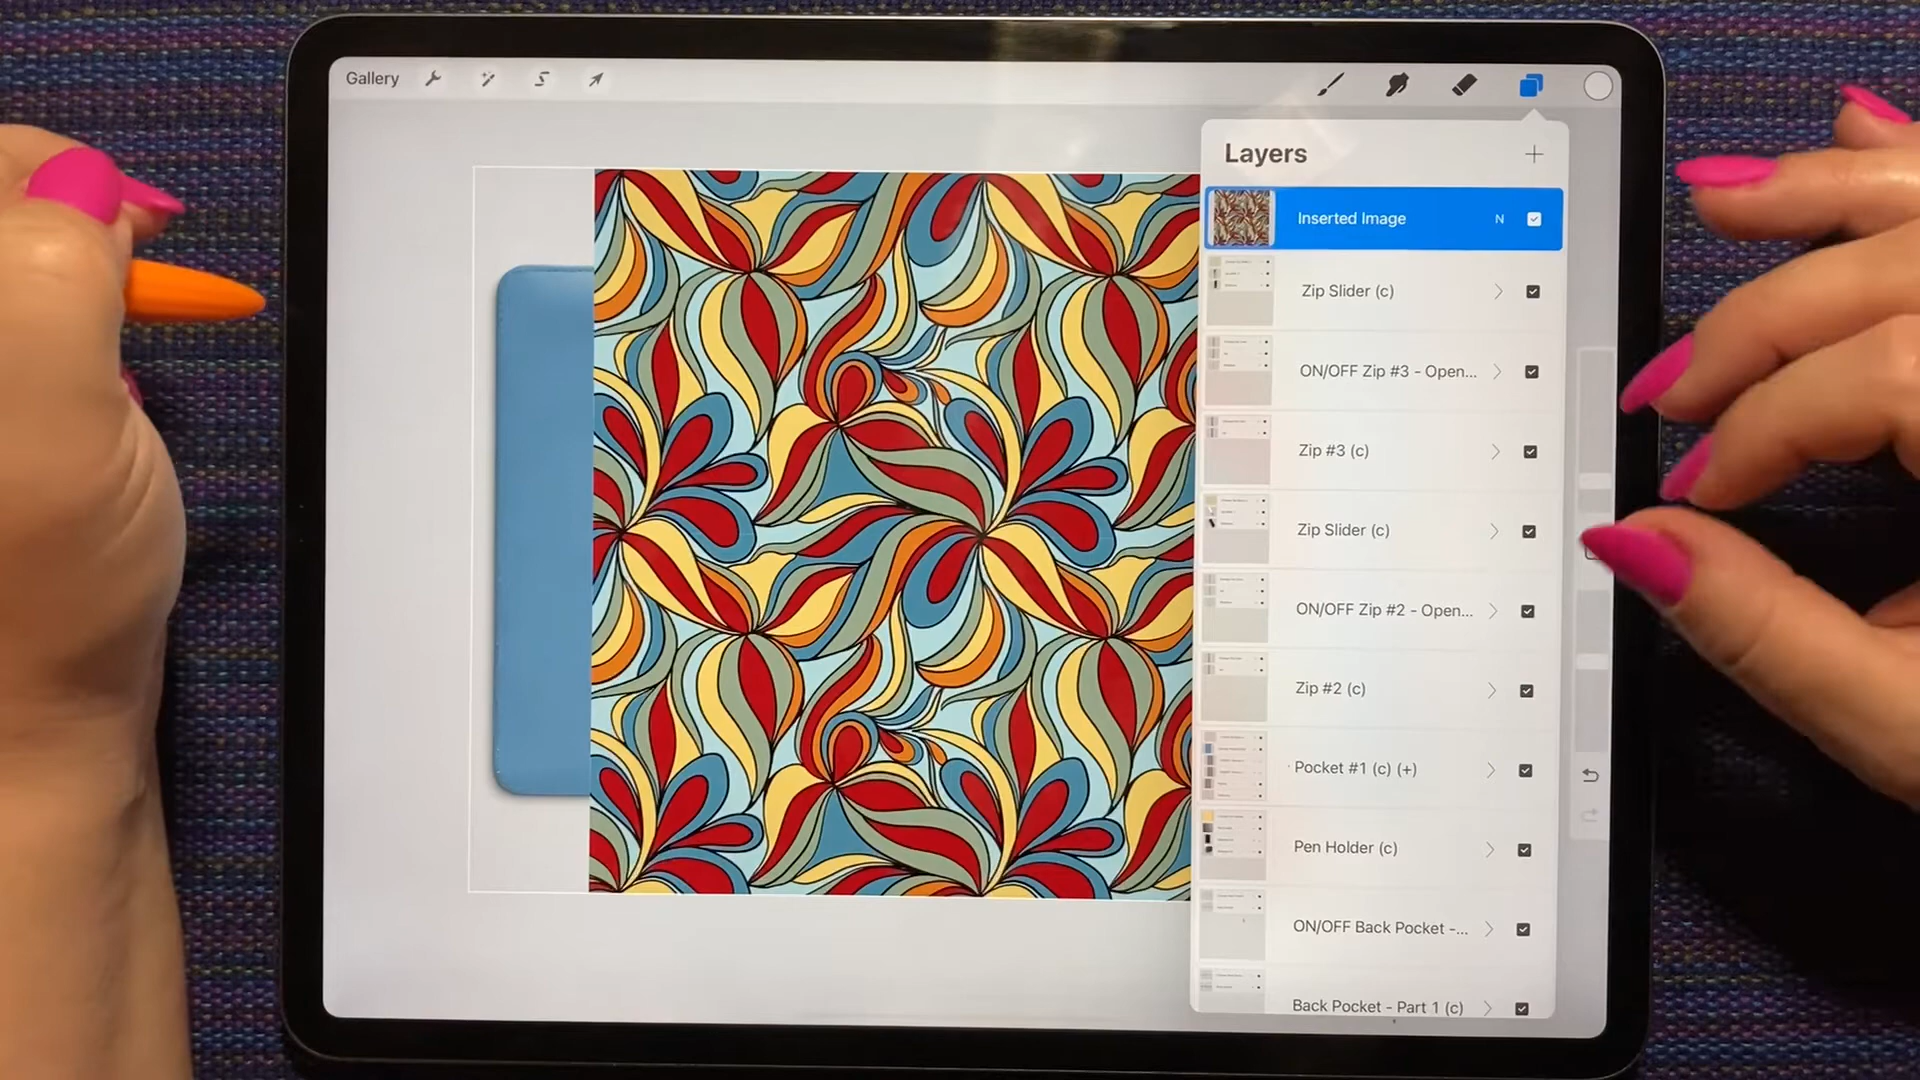 Gallery
Layers
Inserted Image N
Zip Slider (c)
ON/OFF Zip #3 - Open...
Zip #3 (c)
Zip Slider (c)
ON/OFF Zip #2 - Open...
Zip #2 (c)
Pocket #1 (c) (+)
Pen Holder (c)
ON/OFF Back Pocket -...
Back Pocket - Part 1 (c)